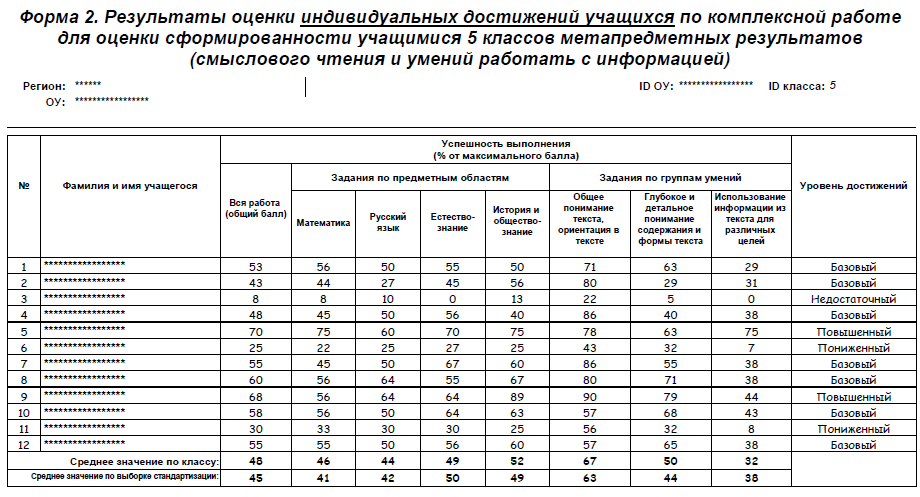 Форма 2. Результаты оценки индивидуальных достижений учащихся по комплексной работе
для оценки сформированности учащимися 5 классов метапредметных результатов
(смыслового чтения и умений работать с информацией)
Регион: ****** ID ОУ: ***************** ID класса: 5
ОУ: *****************
№ Фамилия и имя учащегося Успешность выполнения (% от максимального балла) Уровень достижений
Вся работа (общий балл) Задания по предметным областям Задания по группам умений
Математика Русский язык Естество-знание История и общество-знание Общее понимание текста, ориентация в тексте Глубокое и детальное понимание содержания и формы текста Использование информации из текста для различных целей
1 ***************** 53 56 50 55 50 71 63 29 Базовый
2 ***************** 43 44 27 45 56 80 29 31 Базовый
3 ***************** 8 8 10 0 13 22 5 0 Недостаточный
4 ***************** 48 45 50 56 40 86 40 38 Базовый
5 ***************** 70 75 60 70 75 78 63 75 Повышенный
6 ***************** 25 22 25 27 25 43 32 7 Пониженный
7 ***************** 55 45 50 67 60 86 55 38 Базовый
8 ***************** 60 56 64 55 67 80 71 38 Базовый
9 ***************** 68 56 64 64 89 90 79 44 Повышенный
10 ***************** 58 56 50 64 63 57 68 43 Базовый
11 ***************** 30 33 30 30 25 56 32 8 Пониженный
12 ***************** 55 55 50 56 60 57 65 38 Базовый
Среднее значение по классу: 48 46 44 49 52 67 50 32
Среднее значение по выборке стандартизации: 45 41 42 50 49 63 44 38